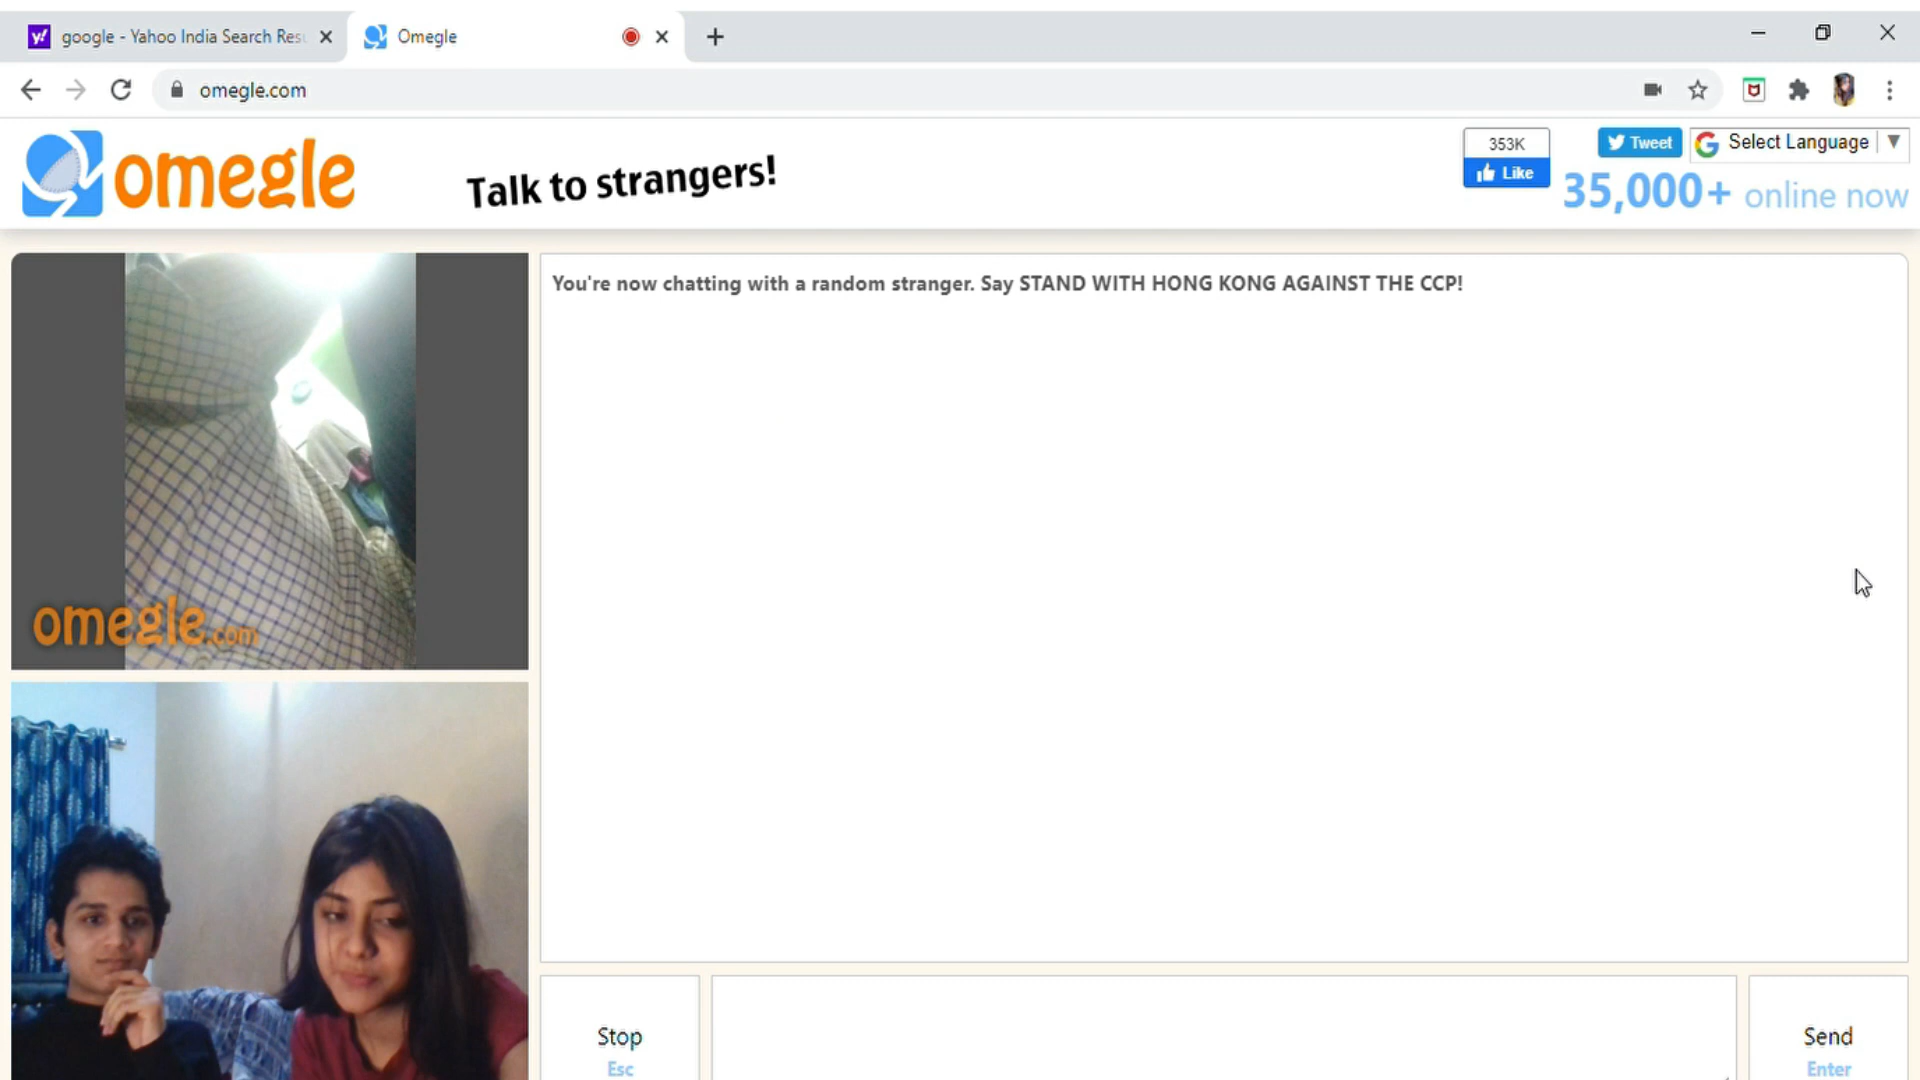 google - Yahoo India Search Res
Omegle
omegle.com
omegle
Talk to strangers!
353K
Like
Tweet
Select Language
35,000+ online now
You're now chatting with a random stranger. Say STAND WITH HONG KONG AGAINST THE CCP!
omegle.com
Stop
Esc
Send
Enter